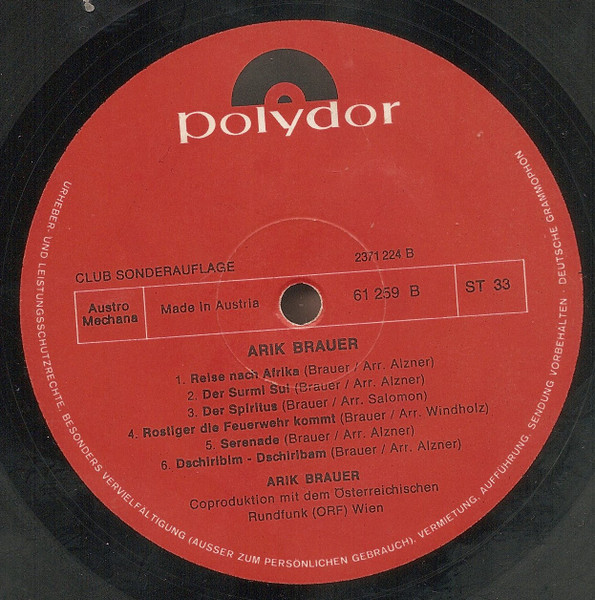 polydor
CLUB SONDERAUFLAGE
2371 224 B
Austro
Mechana
Made in Austria
61 259 B
ST 33
ARIK BRAUER
1. Reise nach Afrika (Brauer / Arr. Alzner)
2. Der Surmi Sui (Brauer / Arr. Alzner)
3. Der Spiritus (Brauer / Arr. Salomon)
4. Rostiger die Feuerwehr kommt (Brauer / Arr. Windholz)
5. Serenade (Brauer / Arr. Alzner)
6. Dschiribim - Dschiribam (Brauer / Arr. Alzner)
ARIK BRAUER
Coproduktion mit dem Österreichischen
Rundfunk (ORF) Wien
URHEBER- UND LEISTUNGSSCHUTZRECHTE, BESONDERS VERVIELFÄLTIGUNG (AUSSER ZUM PERSÖNLICHEN GEBRAUCH), VERMIETUNG, AUFFÜHRUNG, SENDUNG VORBEHALTEN · DEUTSCHE GRAMMOPHON